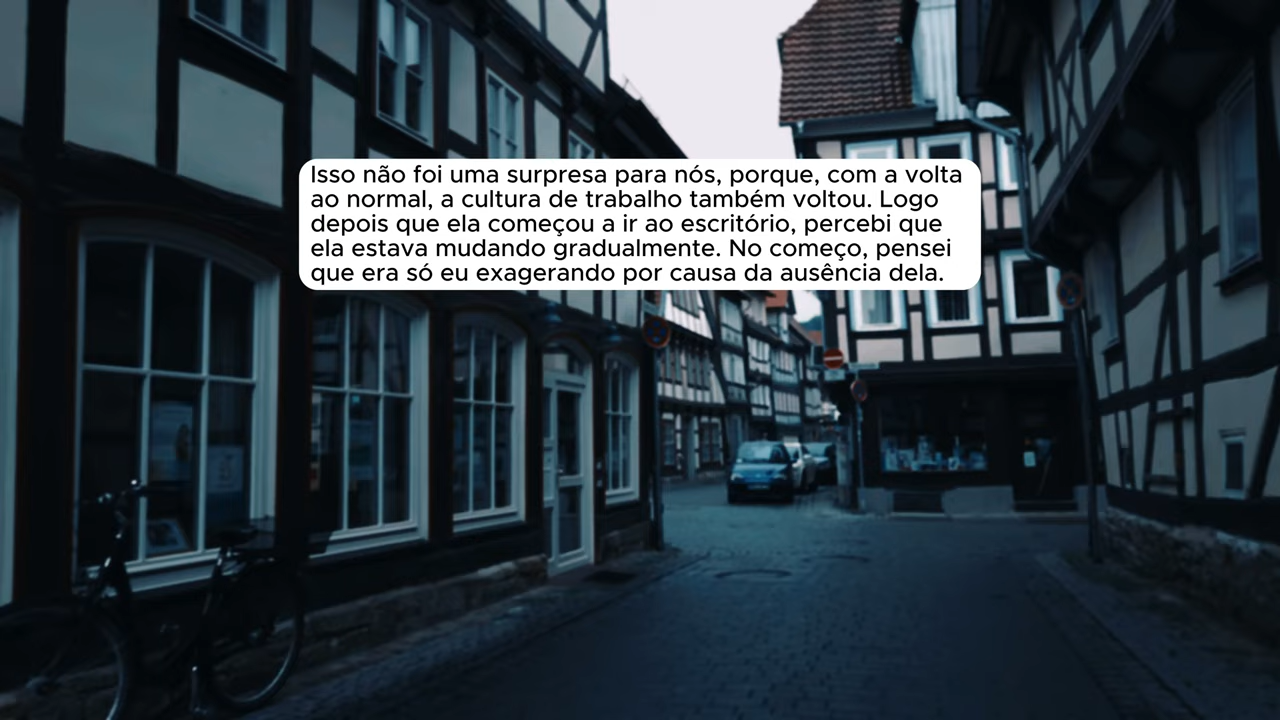 Isso não foi uma surpresa para nós, porque, com a volta
ao normal, a cultura de trabalho também voltou. Logo
depois que ela começou a ir ao escritório, percebi que
ela estava mudando gradualmente. No começo, pensei
que era só eu exagerando por causa da ausência dela.